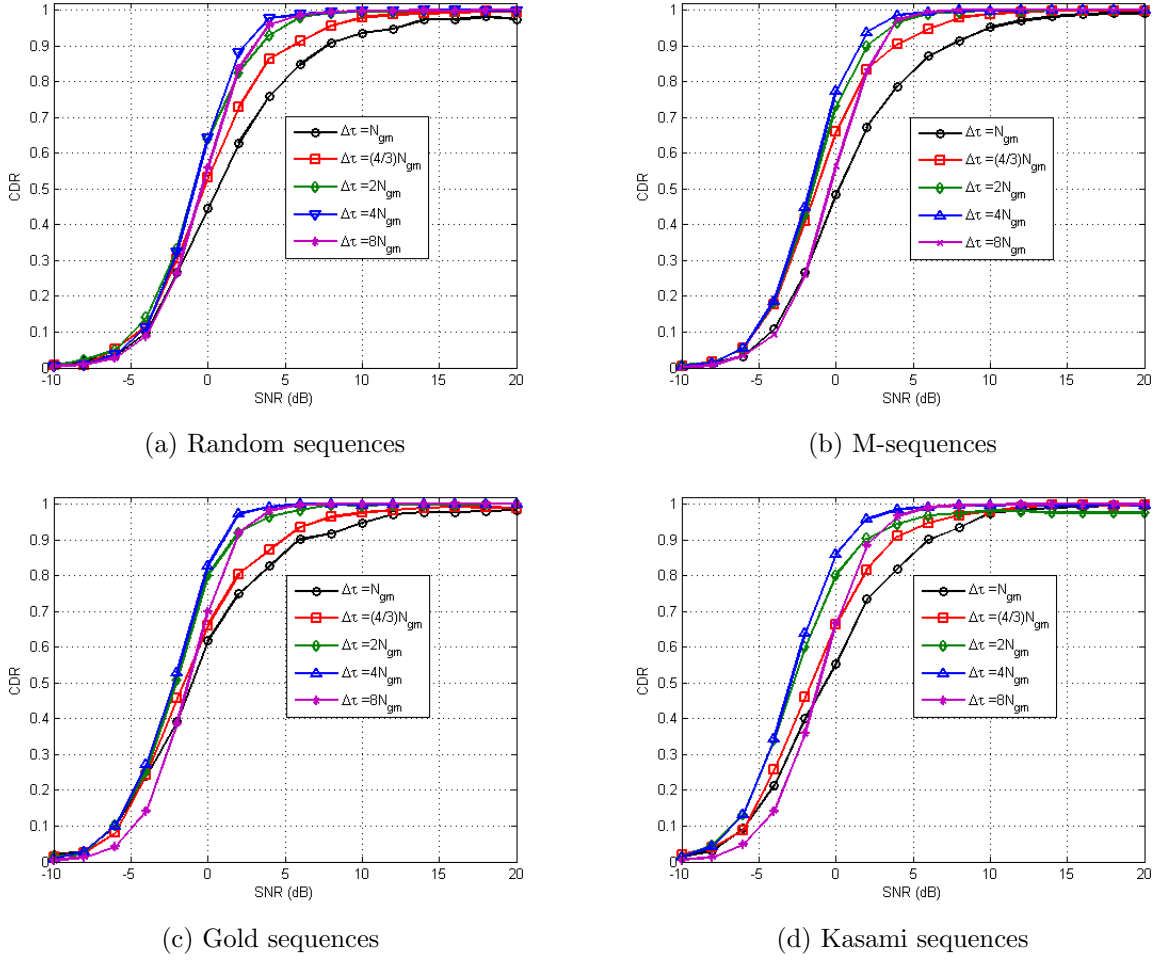 1
0.9
0.8
0.7
0.6
0.5
0.4
0.3
0.2
0.1
0
CDR
-10
-5
0
5
10
15
20
SNR (dB)
Δτ =N_gm
Δτ =(4/3)N_gm
Δτ =2N_gm
Δτ =4N_gm
Δτ =8N_gm
(a) Random sequences
1
0.9
0.8
0.7
0.6
0.5
0.4
0.3
0.2
0.1
0
CDR
-10
-5
0
5
10
15
20
SNR (dB)
Δτ =N_gm
Δτ =(4/3)N_gm
Δτ =2N_gm
Δτ =4N_gm
Δτ =8N_gm
(b) M-sequences
1
0.9
0.8
0.7
0.6
0.5
0.4
0.3
0.2
0.1
0
CDR
-10
-5
0
5
10
15
20
SNR (dB)
Δτ =N_gm
Δτ =(4/3)N_gm
Δτ =2N_gm
Δτ =4N_gm
Δτ =8N_gm
(c) Gold sequences
1
0.9
0.8
0.7
0.6
0.5
0.4
0.3
0.2
0.1
0
CDR
-10
-5
0
5
10
15
20
SNR (dB)
Δτ =N_gm
Δτ =(4/3)N_gm
Δτ =2N_gm
Δτ =4N_gm
Δτ =8N_gm
(d) Kasami sequences